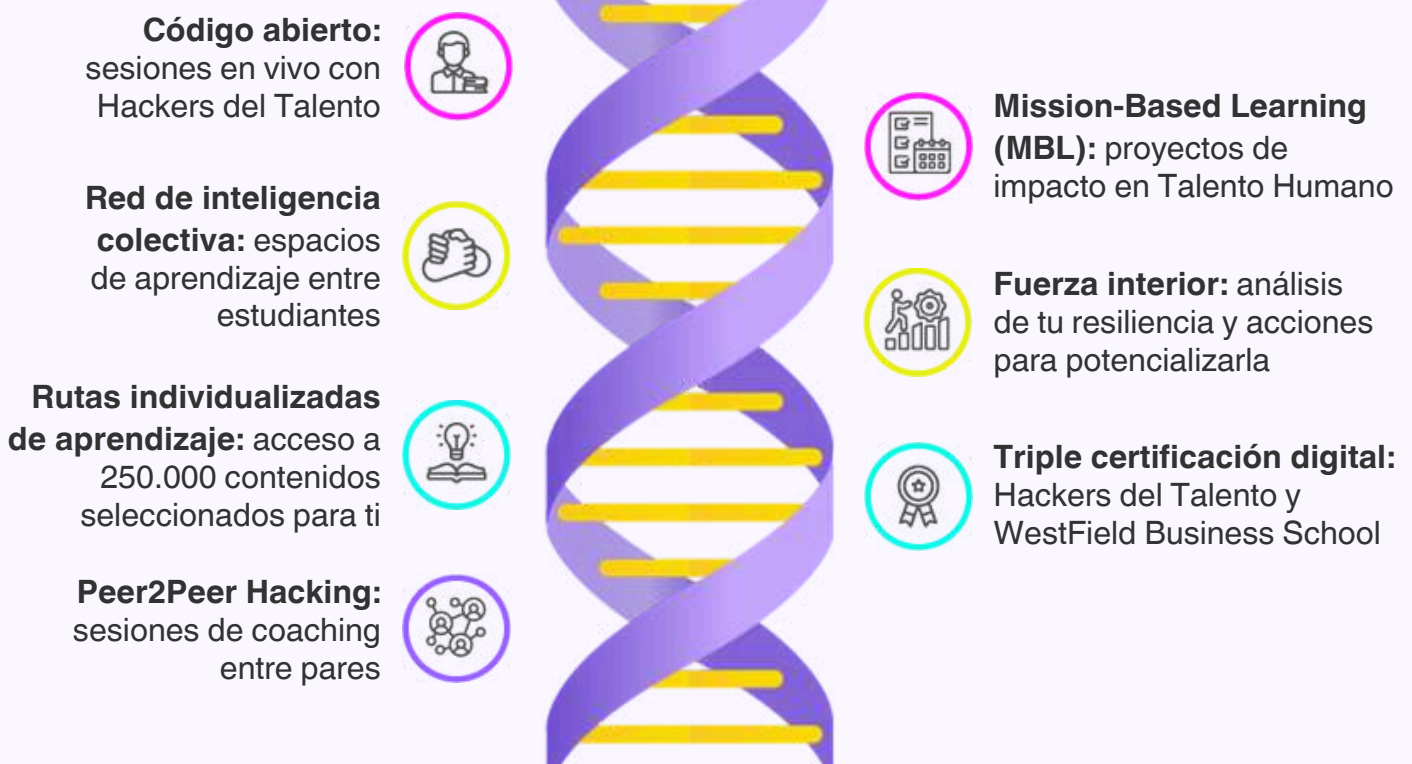 Código abierto:
sesiones en vivo con
Hackers del Talento
Red de inteligencia
colectiva: espacios
de aprendizaje entre
estudiantes
Rutas individualizadas
de aprendizaje: acceso a
250.000 contenidos
seleccionados para ti
Peer2Peer Hacking:
sesiones de coaching
entre pares
Mission-Based Learning
(MBL): proyectos de
impacto en Talento Humano
Fuerza interior: análisis
de tu resiliencia y acciones
para potencializarla
Triple certificación digital:
Hackers del Talento y
WestField Business School